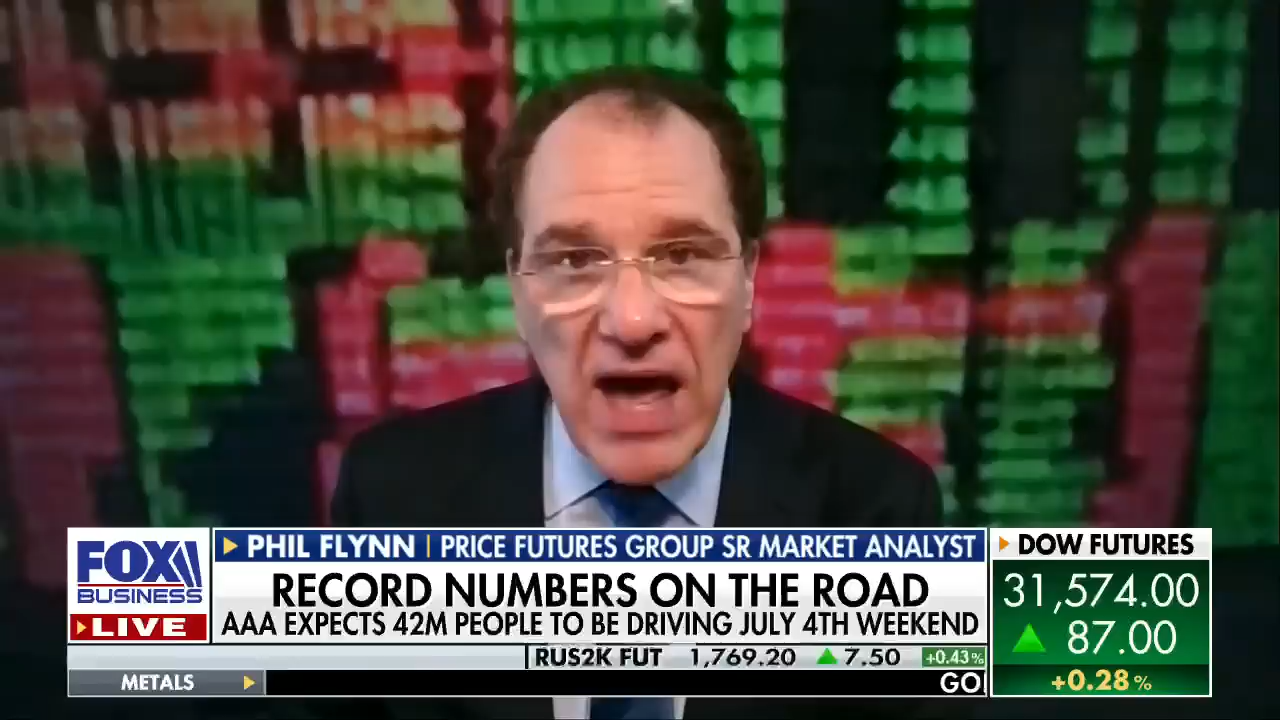 FOX
BUSINESS
LIVE
PHIL FLYNN | PRICE FUTURES GROUP SR MARKET ANALYST
RECORD NUMBERS ON THE ROAD
AAA EXPECTS 42M PEOPLE TO BE DRIVING JULY 4TH WEEKEND
RUS2K FUT 1,769.20 ▲ 7.50 +0.43%
METALS
GO
DOW FUTURES
31,574.00
▲ 87.00
+0.28%